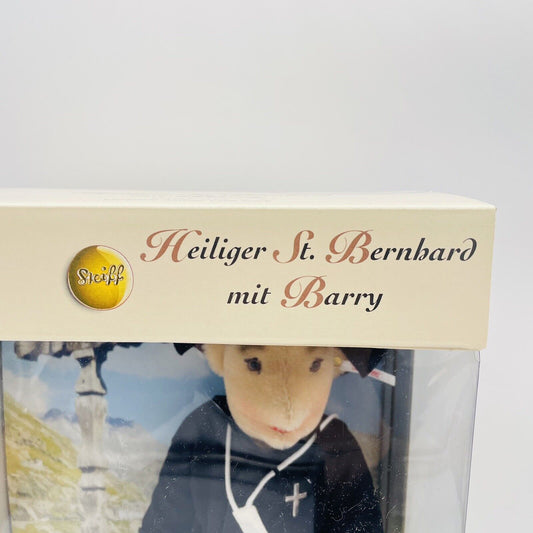 Heiliger St. Bernhard
mit Barry
Steiff